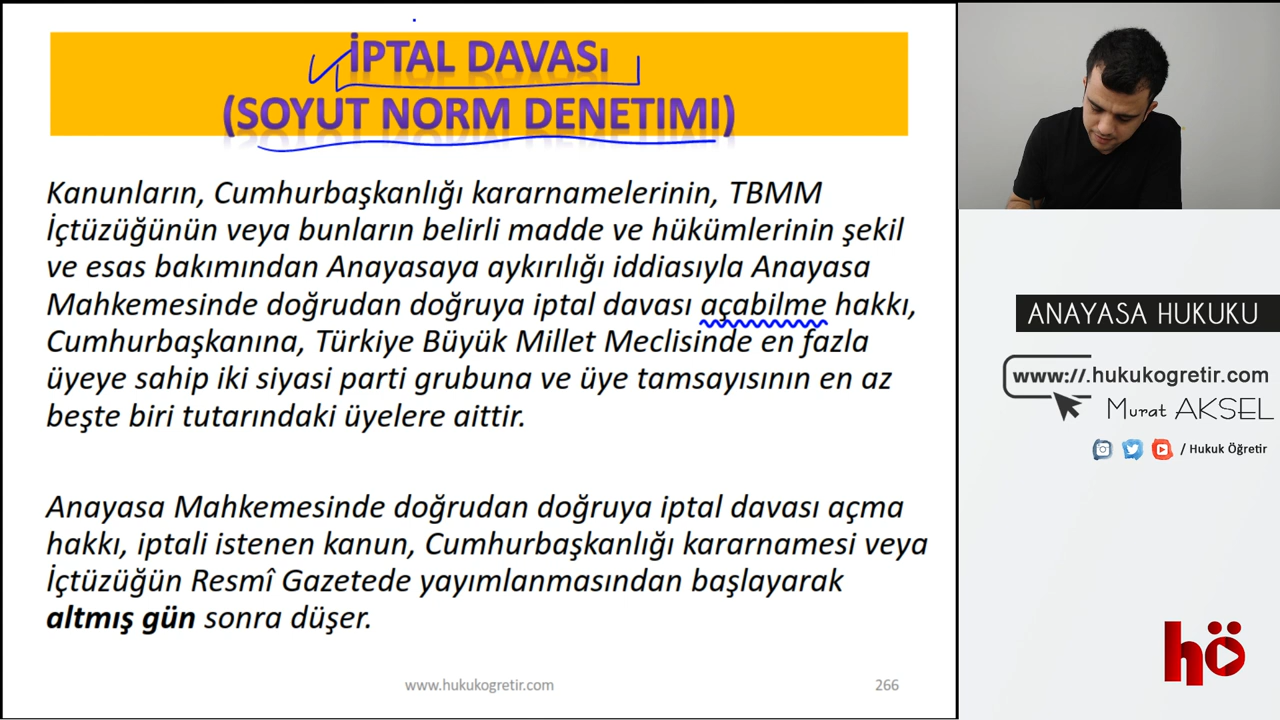 İPTAL DAVASı
(SOYUT NORM DENETIMI)
Kanunların, Cumhurbaşkanlığı kararnamelerinin, TBMM
İçtüzüğünün veya bunların belirli madde ve hükümlerinin şekil
ve esas bakımından Anayasaya aykırılığı iddiasıyla Anayasa
Mahkemesinde doğrudan doğruya iptal davası açabilme hakkı,
Cumhurbaşkanına, Türkiye Büyük Millet Meclisinde en fazla
üyeye sahip iki siyasi parti grubuna ve üye tamsayısının en az
beşte biri tutarındaki üyelere aittir.
Anayasa Mahkemesinde doğrudan doğruya iptal davası açma
hakkı, iptali istenen kanun, Cumhurbaşkanlığı kararnamesi veya
İçtüzüğün Resmî Gazetede yayımlanmasından başlayarak
altmış gün sonra düşer.
www.hukukogretir.com
266
ANAYASA HUKUKU
www://.hukukogretir.com
Murat AKSEL
/ Hukuk Öğretir
hö